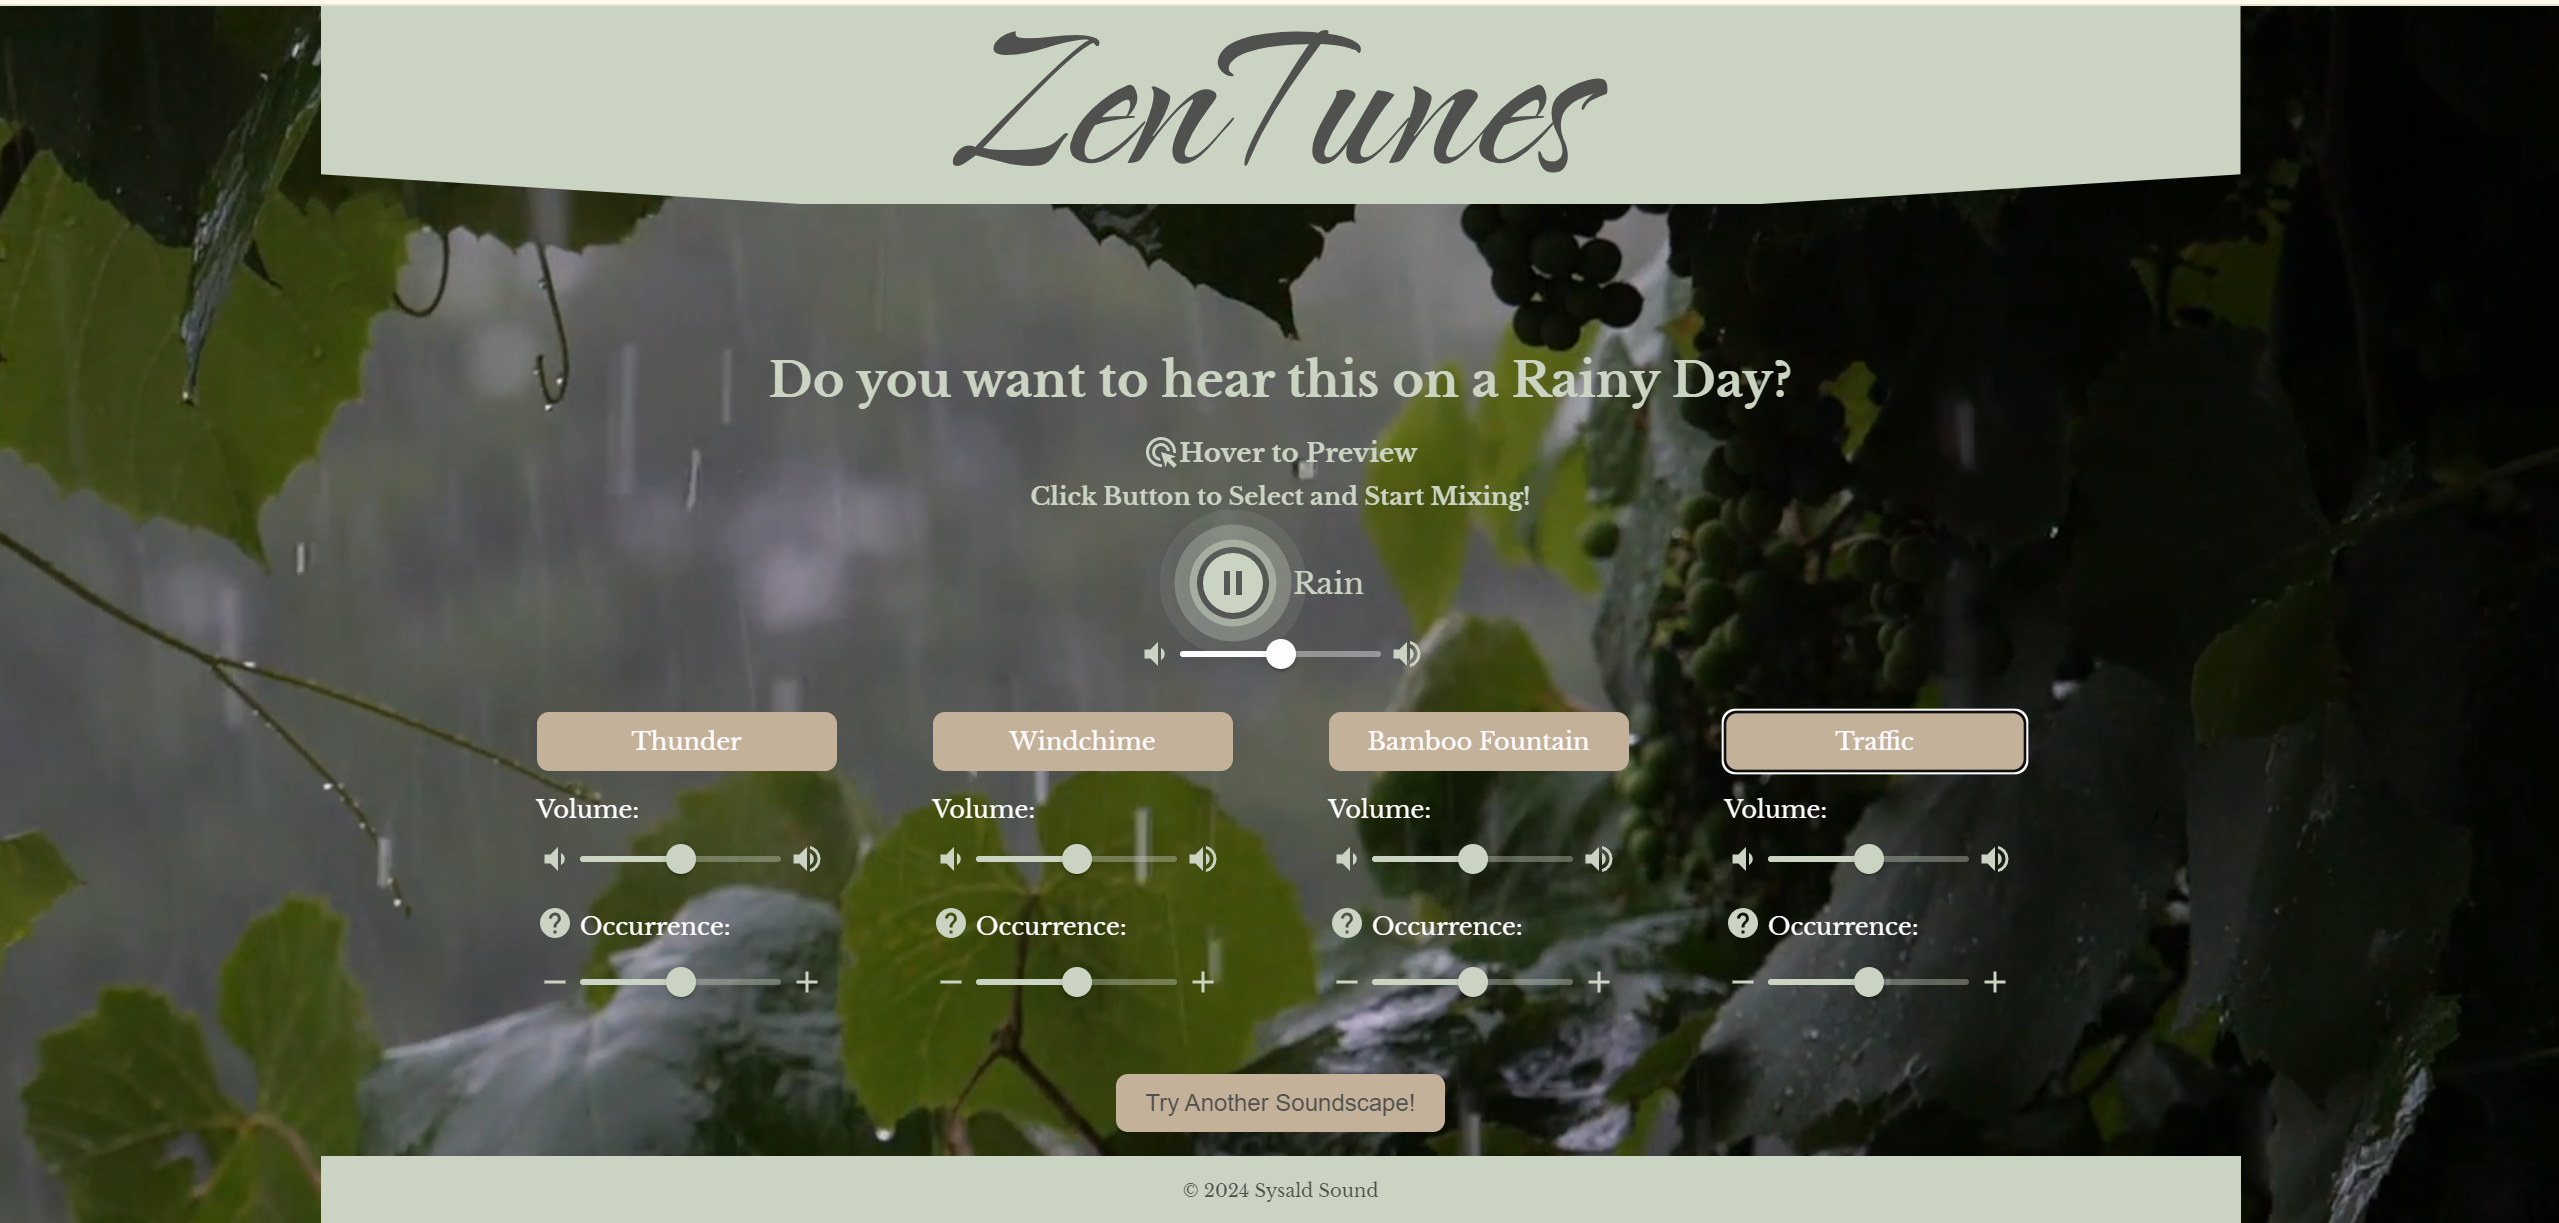 ZenTunes
Do you want to hear this on a Rainy Day?
Hover to Preview
Click Button to Select and Start Mixing!
Rain
Thunder
Windchime
Bamboo Fountain
Traffic
Volume:
Volume:
Volume:
Volume:
? Occurrence:
? Occurrence:
? Occurrence:
? Occurrence:
Try Another Soundscape!
© 2024 Sysald Sound